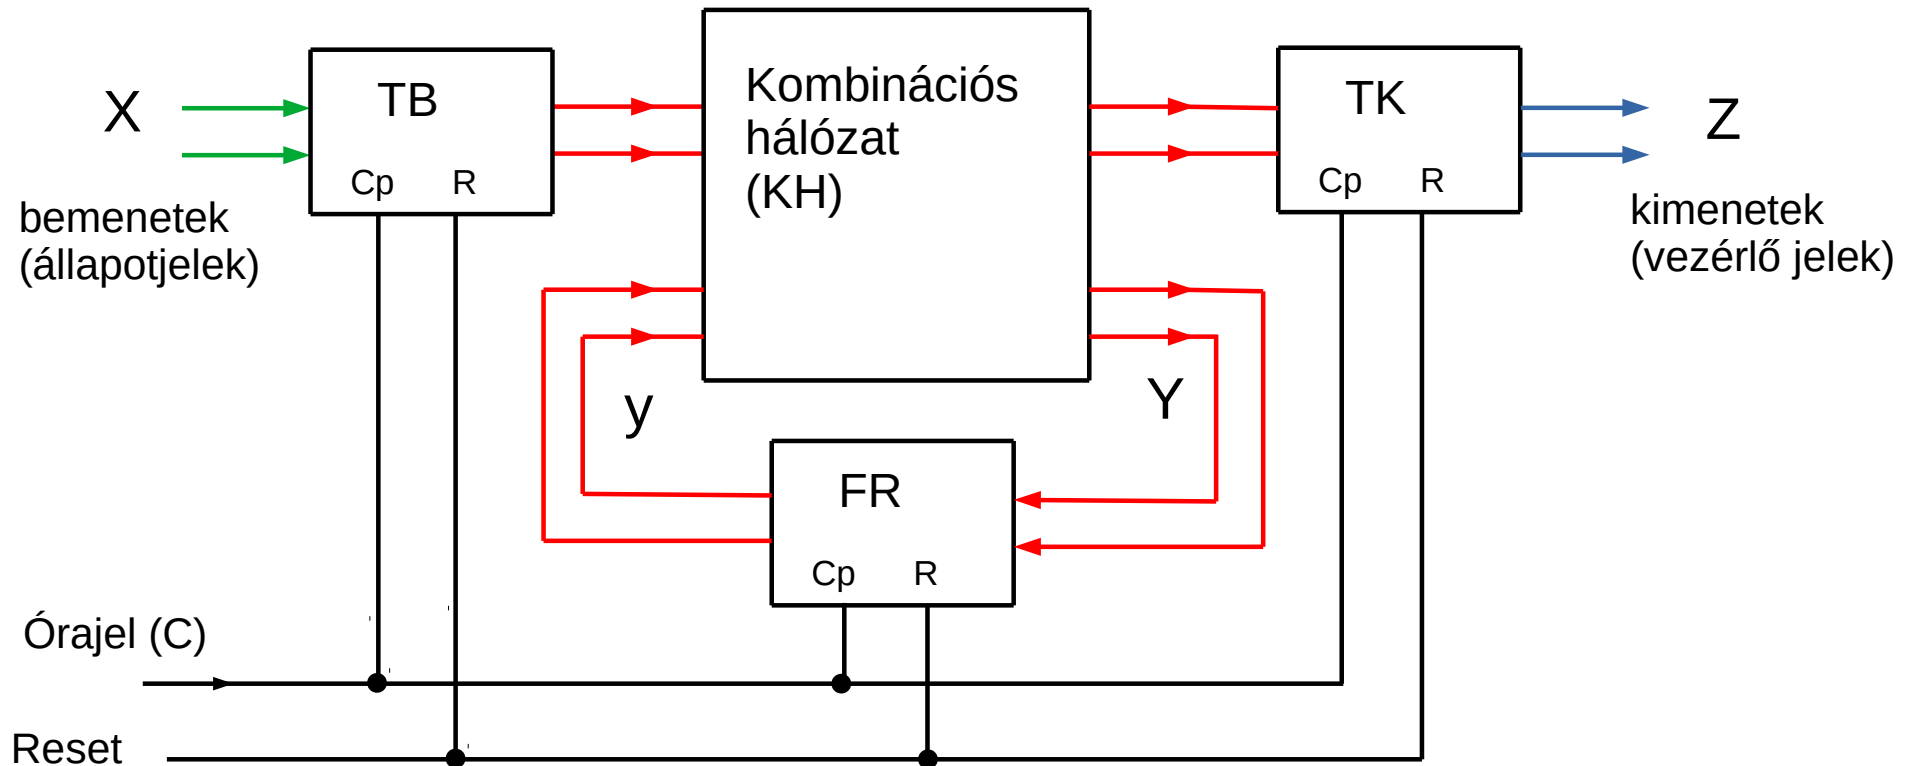 X
bemenetek
(állapotjelek)
TB
Cp R
Kombinációs
hálózat
(KH)
TK
Cp R
Z
kimenetek
(vezérlő jelek)
y
Y
FR
Cp R
Órajel (C)
Reset